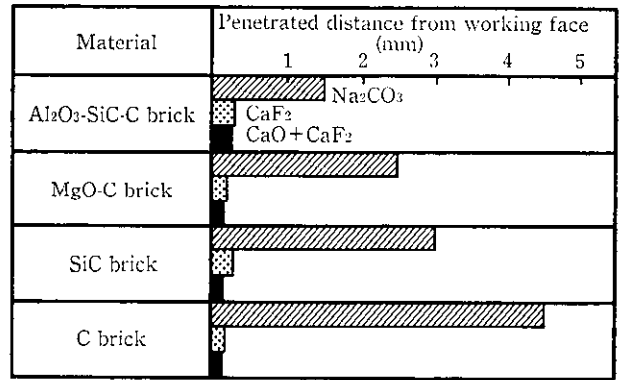 Material
Penetrated distance from working face
(mm)
1 2 3 4 5
Al₂O₃-SiC-C brick
Na₂CO₃
CaF₂
CaO+CaF₂
MgO-C brick
SiC brick
C brick